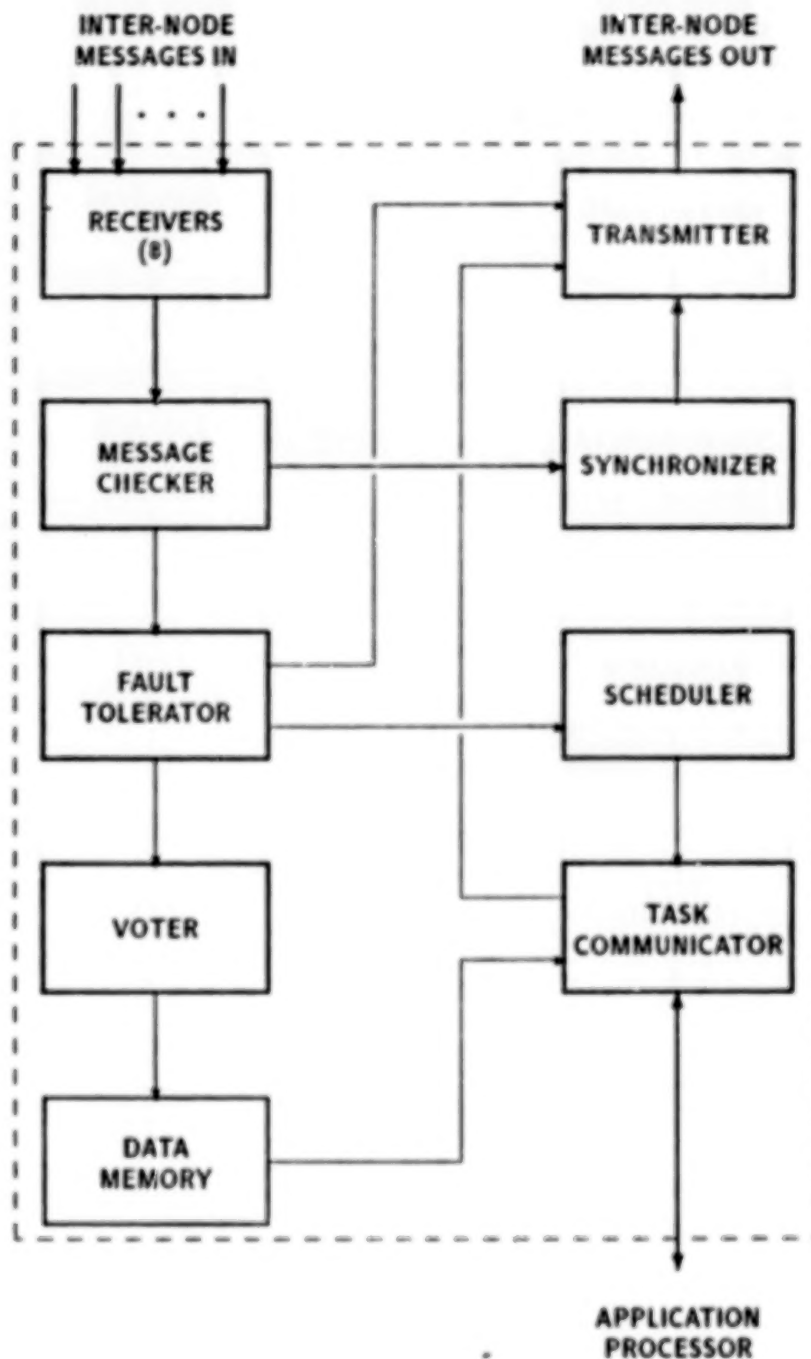 INTER-NODE
MESSAGES IN
INTER-NODE
MESSAGES OUT
RECEIVERS
(8)
TRANSMITTER
MESSAGE
CHECKER
SYNCHRONIZER
FAULT
TOLERATOR
SCHEDULER
VOTER
TASK
COMMUNICATOR
DATA
MEMORY
APPLICATION
PROCESSOR